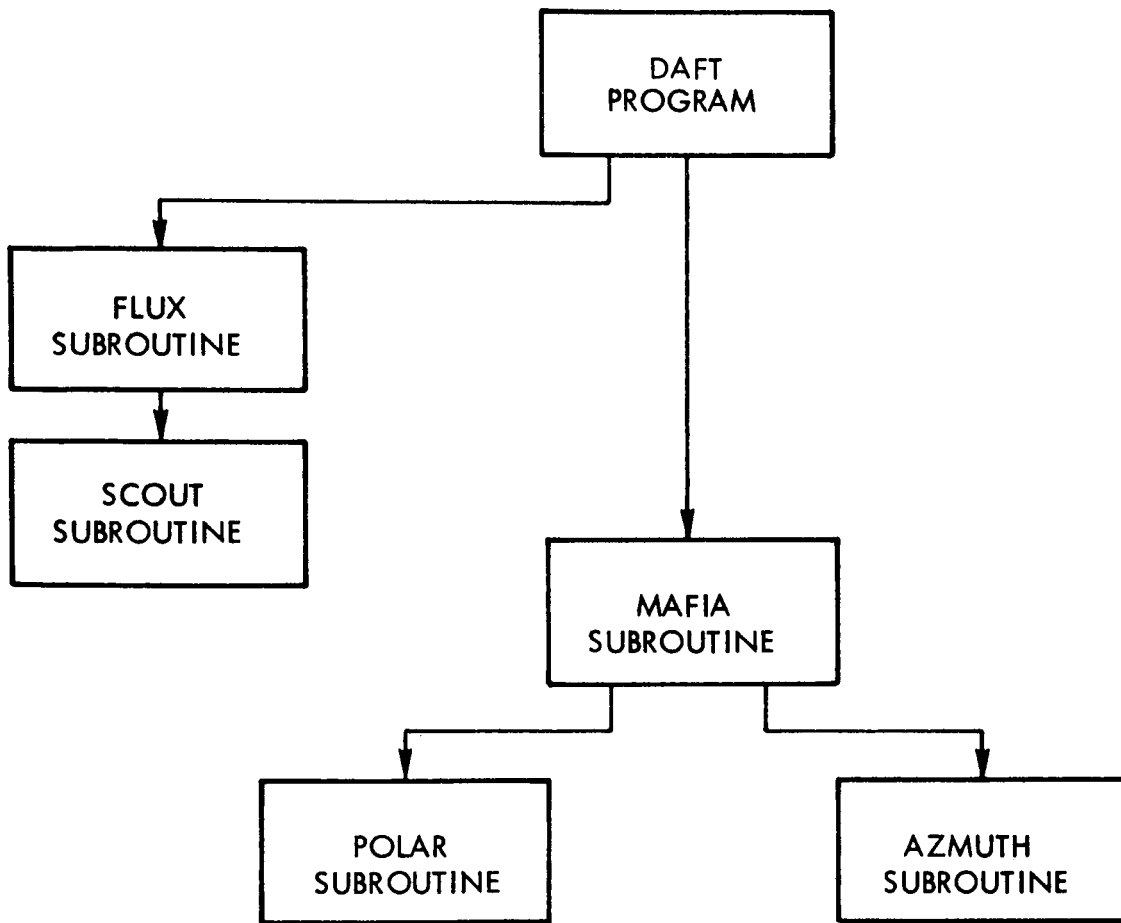 DAFT
PROGRAM
FLUX
SUBROUTINE
SCOUT
SUBROUTINE
MAFIA
SUBROUTINE
POLAR
SUBROUTINE
AZMUTH
SUBROUTINE